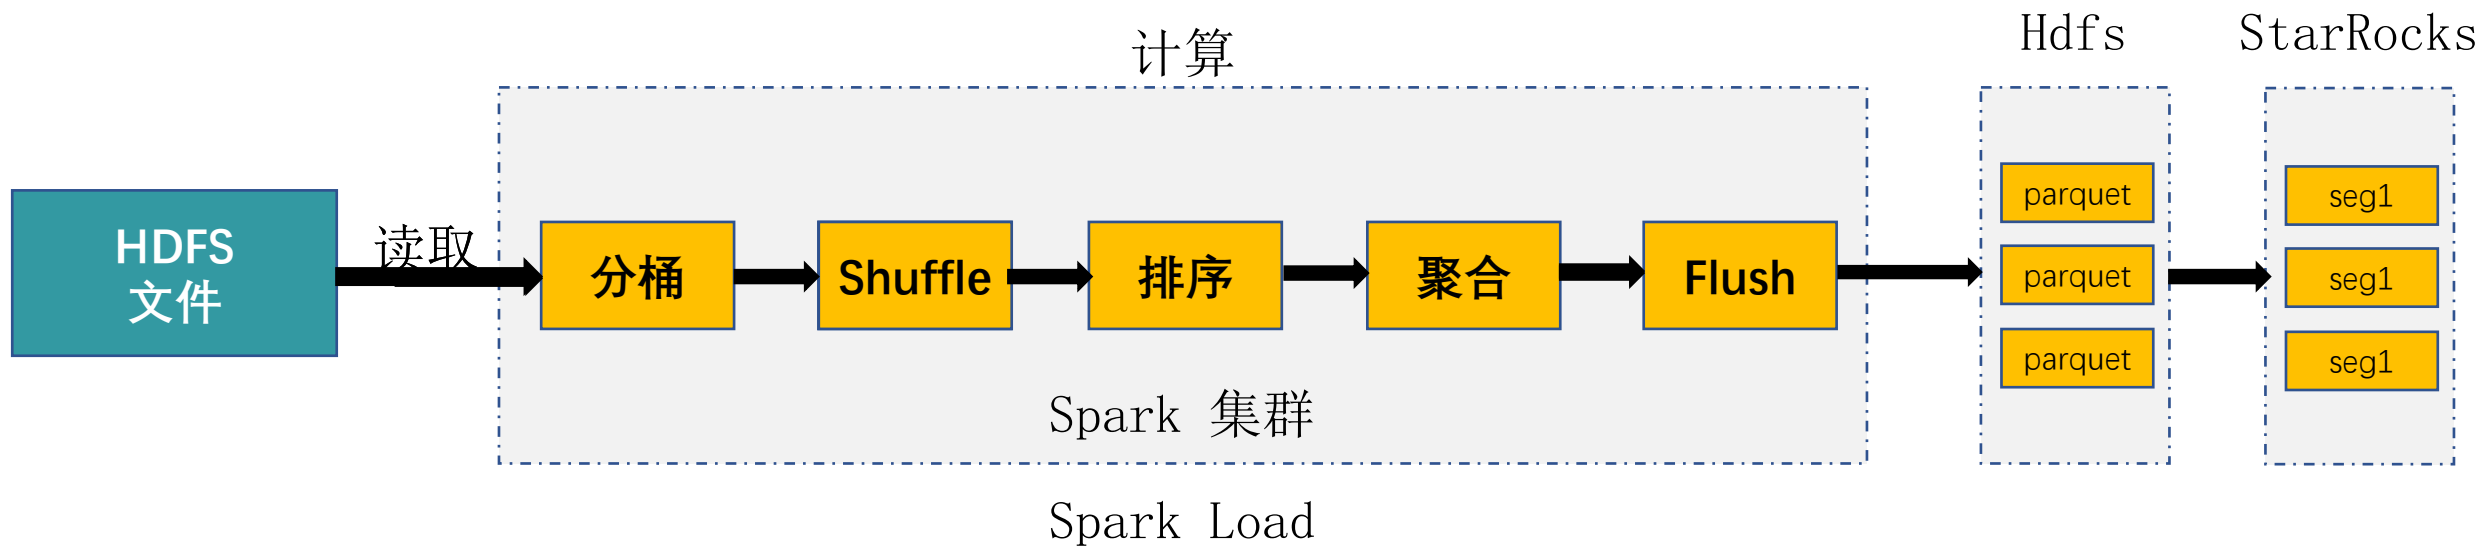 计算
Hdfs
StarRocks
HDFS
文件
读取
分桶
Shuffle
排序
聚合
Flush
parquet
parquet
parquet
seg1
seg1
seg1
Spark 集群
Spark Load